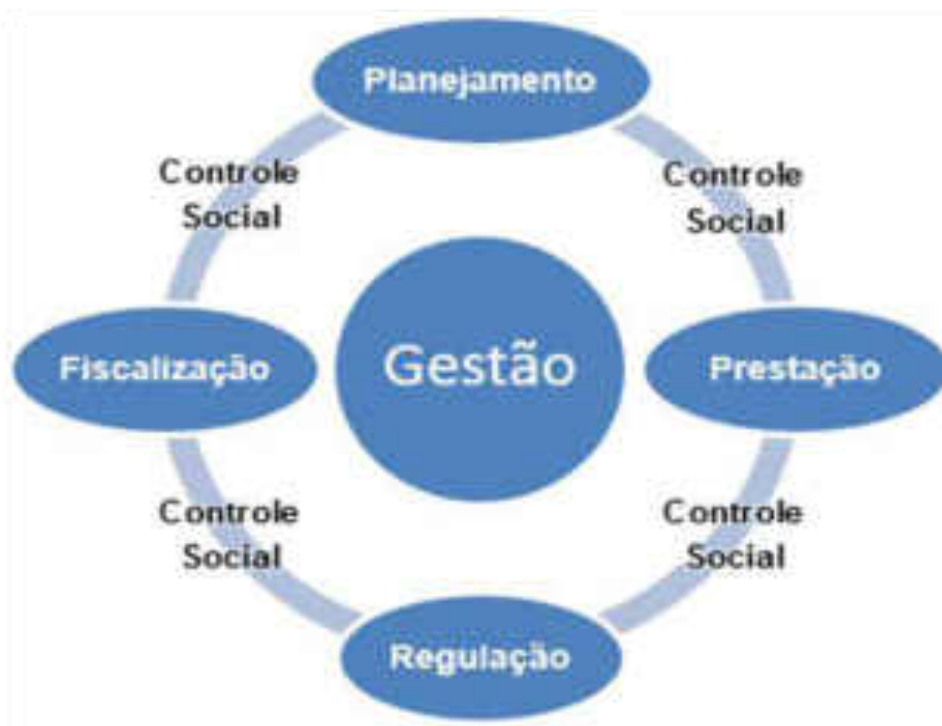 Planejamento
Controle
Social
Controle
Social
Fiscalização
Gestão
Prestação
Controle
Social
Controle
Social
Regulação